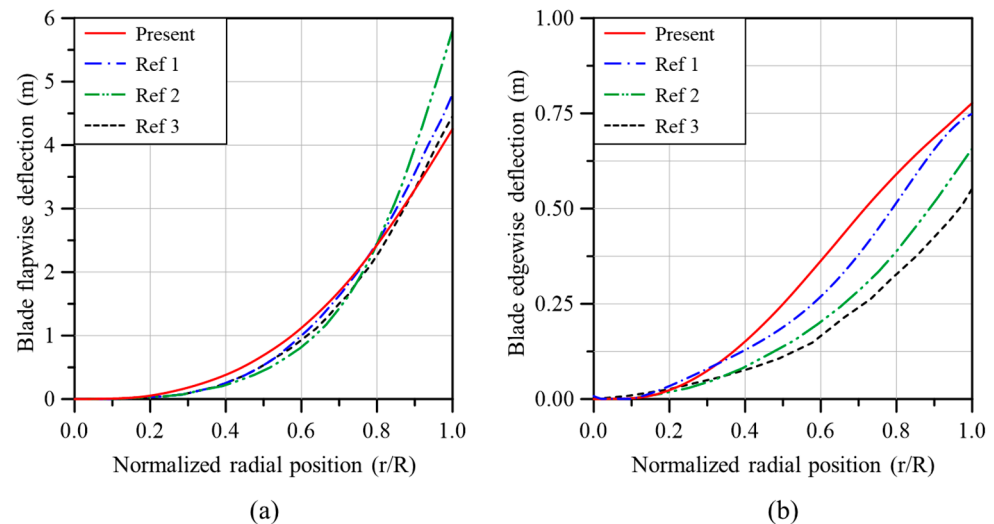 6
5
4
3
2
1
0
Blade flapwise deflection (m)
Present
Ref 1
Ref 2
Ref 3
0.0 0.2 0.4 0.6 0.8 1.0
Normalized radial position (r/R)
(a)
1.00
0.75
0.50
0.25
0.00
Blade edgewise deflection (m)
Present
Ref 1
Ref 2
Ref 3
0.0 0.2 0.4 0.6 0.8 1.0
Normalized radial position (r/R)
(b)